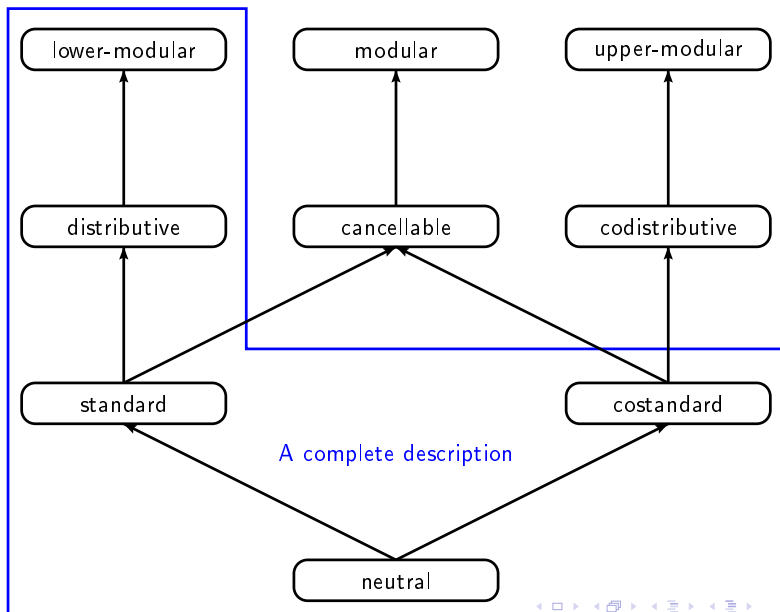 lower-modular
modular
upper-modular
distributive
cancellable
codistributive
standard
costandard
A complete description
neutral